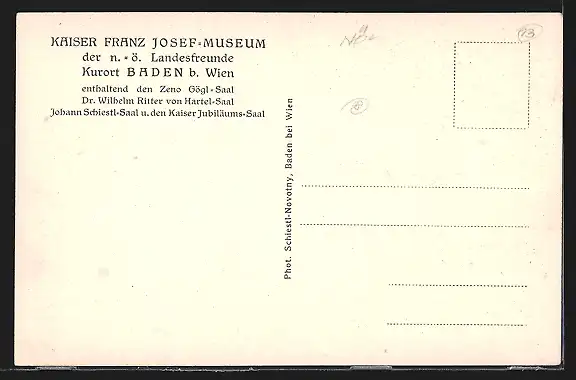 KAISER FRANZ JOSEF-MUSEUM
der n.-ö. Landesfreunde
Kurort BADEN b. Wien
enthaltend den Zeno Gögl-Saal
Dr. Wilhelm Ritter von Hartel-Saal
Johann Schiestl-Saal u. den Kaiser Jubiläums-Saal
Phot. Schiestl-Novotny, Baden bei Wien